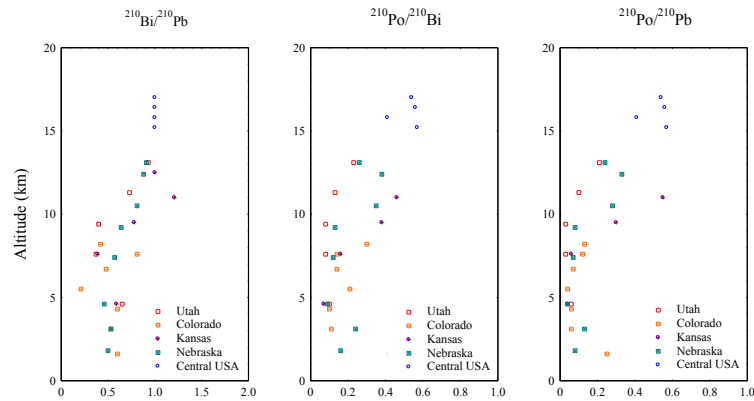 ²¹⁰Bi/²¹⁰Pb
20
15
10
5
0
0.0 0.5 1.0 1.5 2.0
Altitude (km)
Utah
Colorado
Kansas
Nebraska
Central USA
²¹⁰Po/²¹⁰Bi
20
15
10
5
0
0 0.2 0.4 0.6 0.8 1.0
Utah
Colorado
Kansas
Nebraska
Central USA
²¹⁰Po/²¹⁰Pb
20
15
10
5
0
0 0.2 0.4 0.6 0.8 1.0
Utah
Colorado
Kansas
Nebraska
Central USA